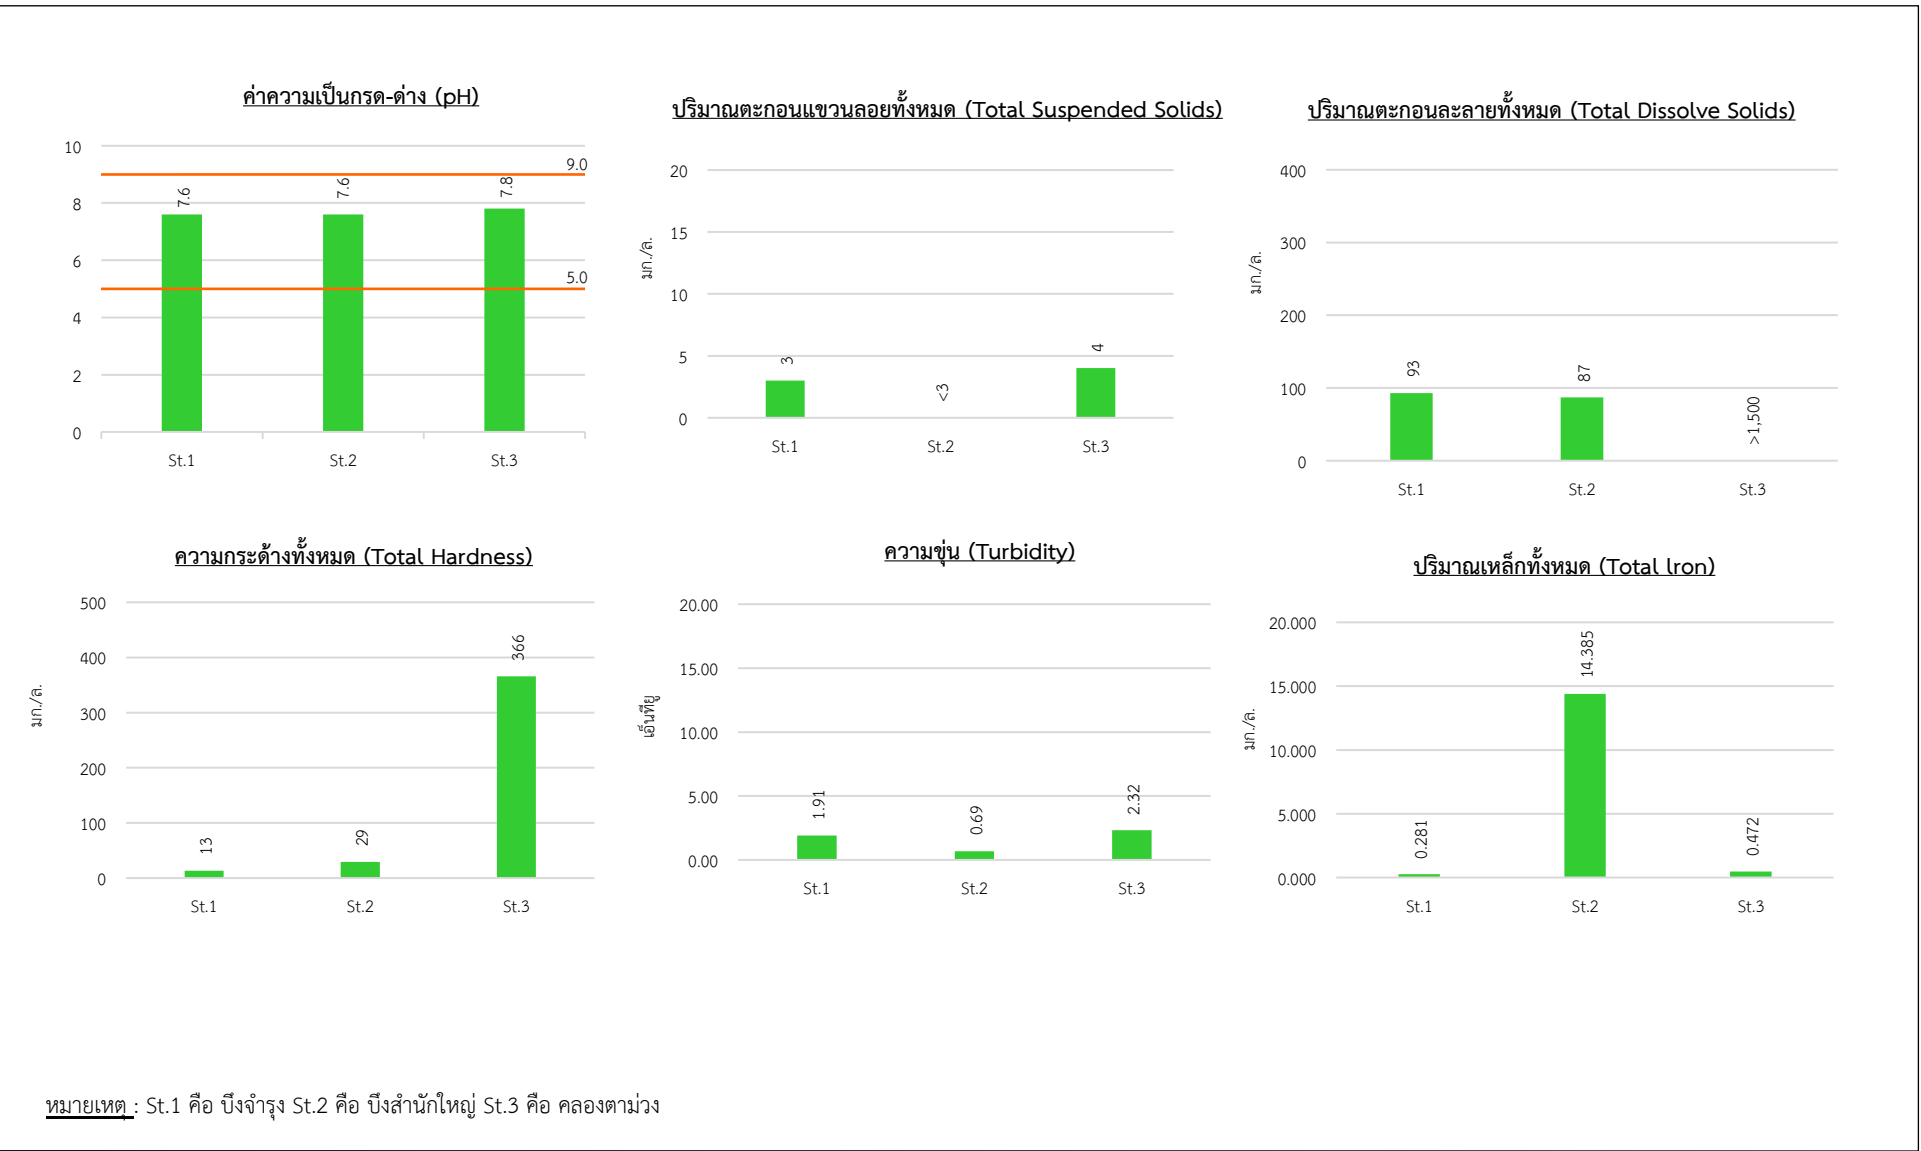 ค่าความเป็นกรด-ด่าง (pH)
10
8
6
4
2
0
9.0
5.0
7.6
7.6
7.8
St.1 St.2 St.3
ปริมาณตะกอนแขวนลอยทั้งหมด (Total Suspended Solids)
มก./ล.
20
15
10
5
0
3
<3
4
St.1 St.2 St.3
ปริมาณตะกอนละลายทั้งหมด (Total Dissolve Solids)
มก./ล.
400
300
200
100
0
93
87
>1,500
St.1 St.2 St.3
ความกระด้างทั้งหมด (Total Hardness)
มก./ล.
500
400
300
200
100
0
13
29
366
St.1 St.2 St.3
ความขุ่น (Turbidity)
เอ็นทียู
20.00
15.00
10.00
5.00
0.00
1.91
0.69
2.32
St.1 St.2 St.3
ปริมาณเหล็กทั้งหมด (Total lron)
มก./ล.
20.000
15.000
10.000
5.000
0.000
0.281
14.385
0.472
St.1 St.2 St.3
หมายเหตุ : St.1 คือ บึงจำรุง St.2 คือ บึงสำนักใหญ่ St.3 คือ คลองตาม่วง